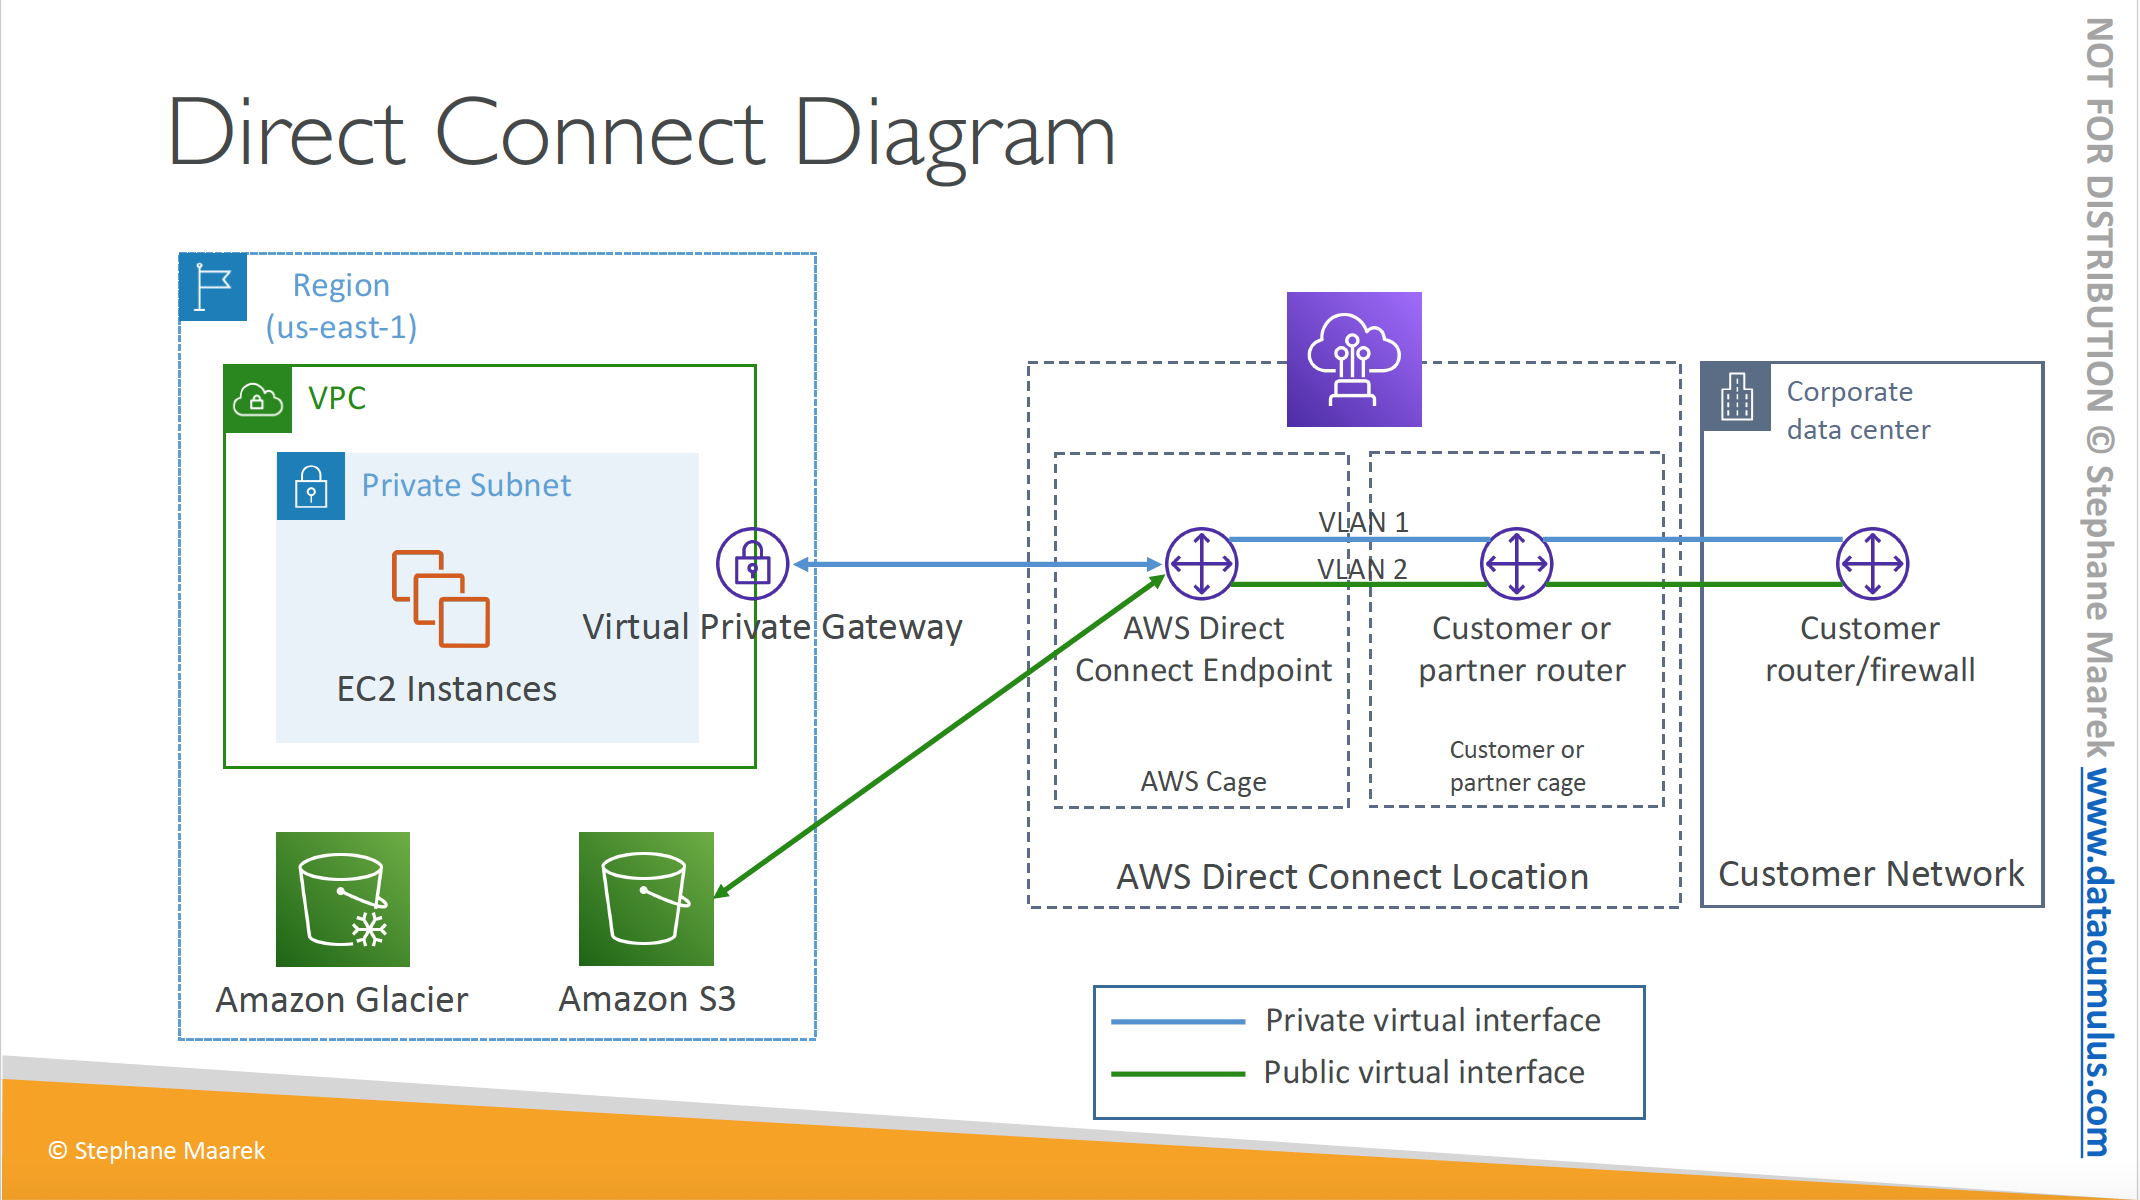 Direct Connect Diagram
Region
(us-east-1)
VPC
Private Subnet
EC2 Instances
Virtual Private Gateway
Amazon Glacier
Amazon S3
VLAN 1
VLAN 2
AWS Direct
Connect Endpoint
AWS Cage
Customer or
partner router
Customer or
partner cage
AWS Direct Connect Location
Corporate
data center
Customer
router/firewall
Customer Network
Private virtual interface
Public virtual interface
© Stephane Maarek
NOT FOR DISTRIBUTION © Stephane Maarek www.datacumulus.com